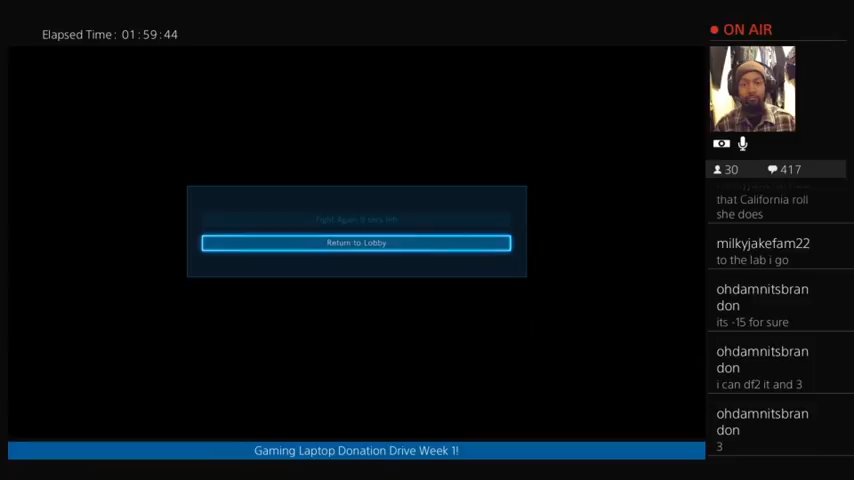 Elapsed Time: 01:59:44
ON AIR
30
417
that California roll
she does
milkyjakefam22
to the lab i go
ohdamnitsbran
don
its -15 for sure
ohdamnitsbran
don
i can df2 it and 3
ohdamnitsbran
don
3
Fight Again
Return to Lobby
Gaming Laptop Donation Drive Week 1!